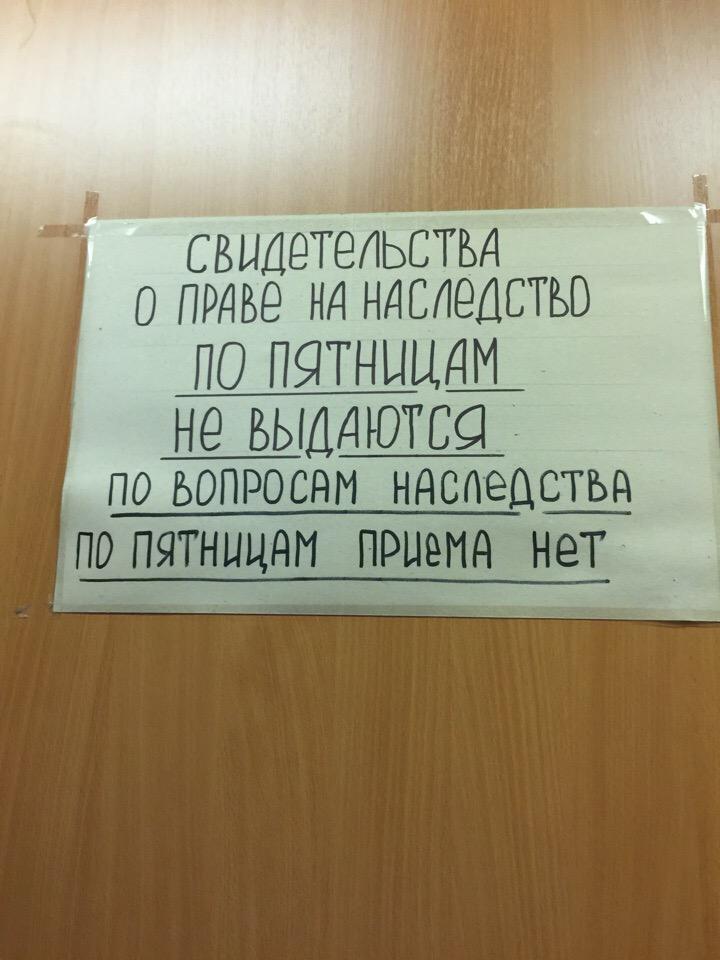 СВИДЕТЕЛЬСТВА
О ПРАВЕ НА НАСЛЕДСТВО
ПО ПЯТНИЦАМ
НЕ ВЫДАЮТСЯ
ПО ВОПРОСАМ НАСЛЕДСТВА
ПО ПЯТНИЦАМ ПРИЕМА НЕТ